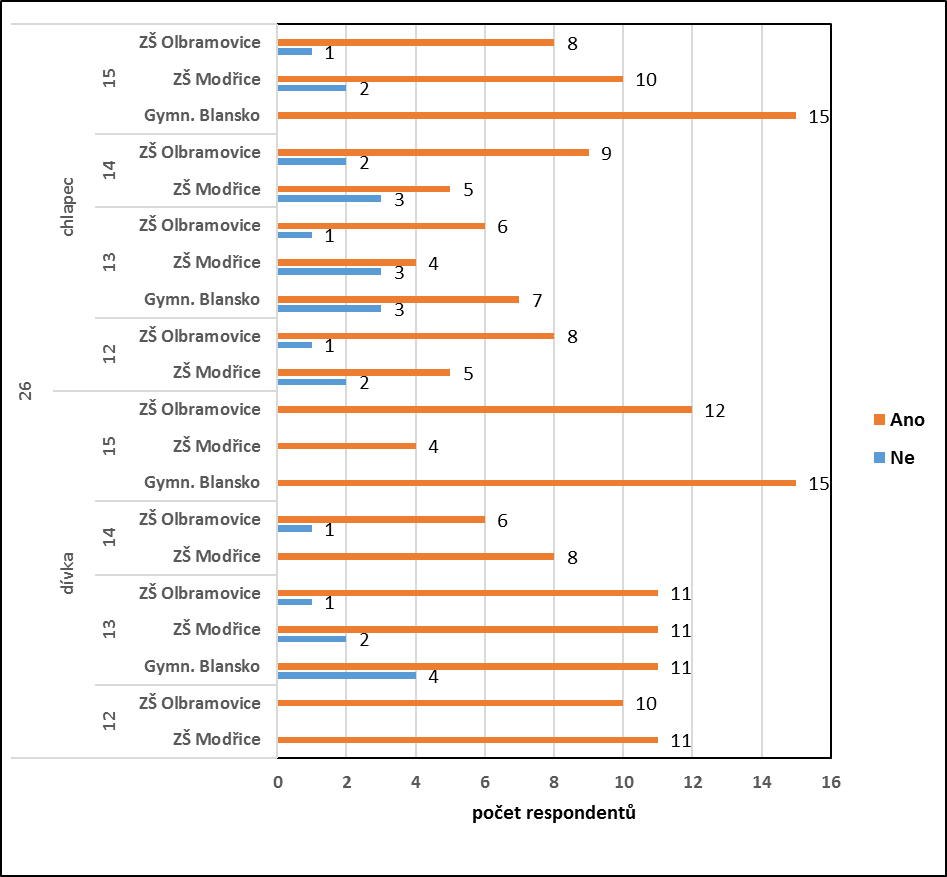 26
chlapec
15
ZŠ Olbramovice 8
1
ZŠ Modřice 10
2
Gymn. Blansko 15
14
ZŠ Olbramovice 9
2
ZŠ Modřice 5
3
13
ZŠ Olbramovice 6
1
ZŠ Modřice 4
3
Gymn. Blansko 7
3
12
ZŠ Olbramovice 8
1
ZŠ Modřice 5
2
dívka
15
ZŠ Olbramovice 12
ZŠ Modřice 4
Gymn. Blansko 15
14
ZŠ Olbramovice 6
1
ZŠ Modřice 8
13
ZŠ Olbramovice 11
1
ZŠ Modřice 11
2
Gymn. Blansko 11
4
12
ZŠ Olbramovice 10
ZŠ Modřice 11
0 2 4 6 8 10 12 14 16
počet respondentů
Ano
Ne